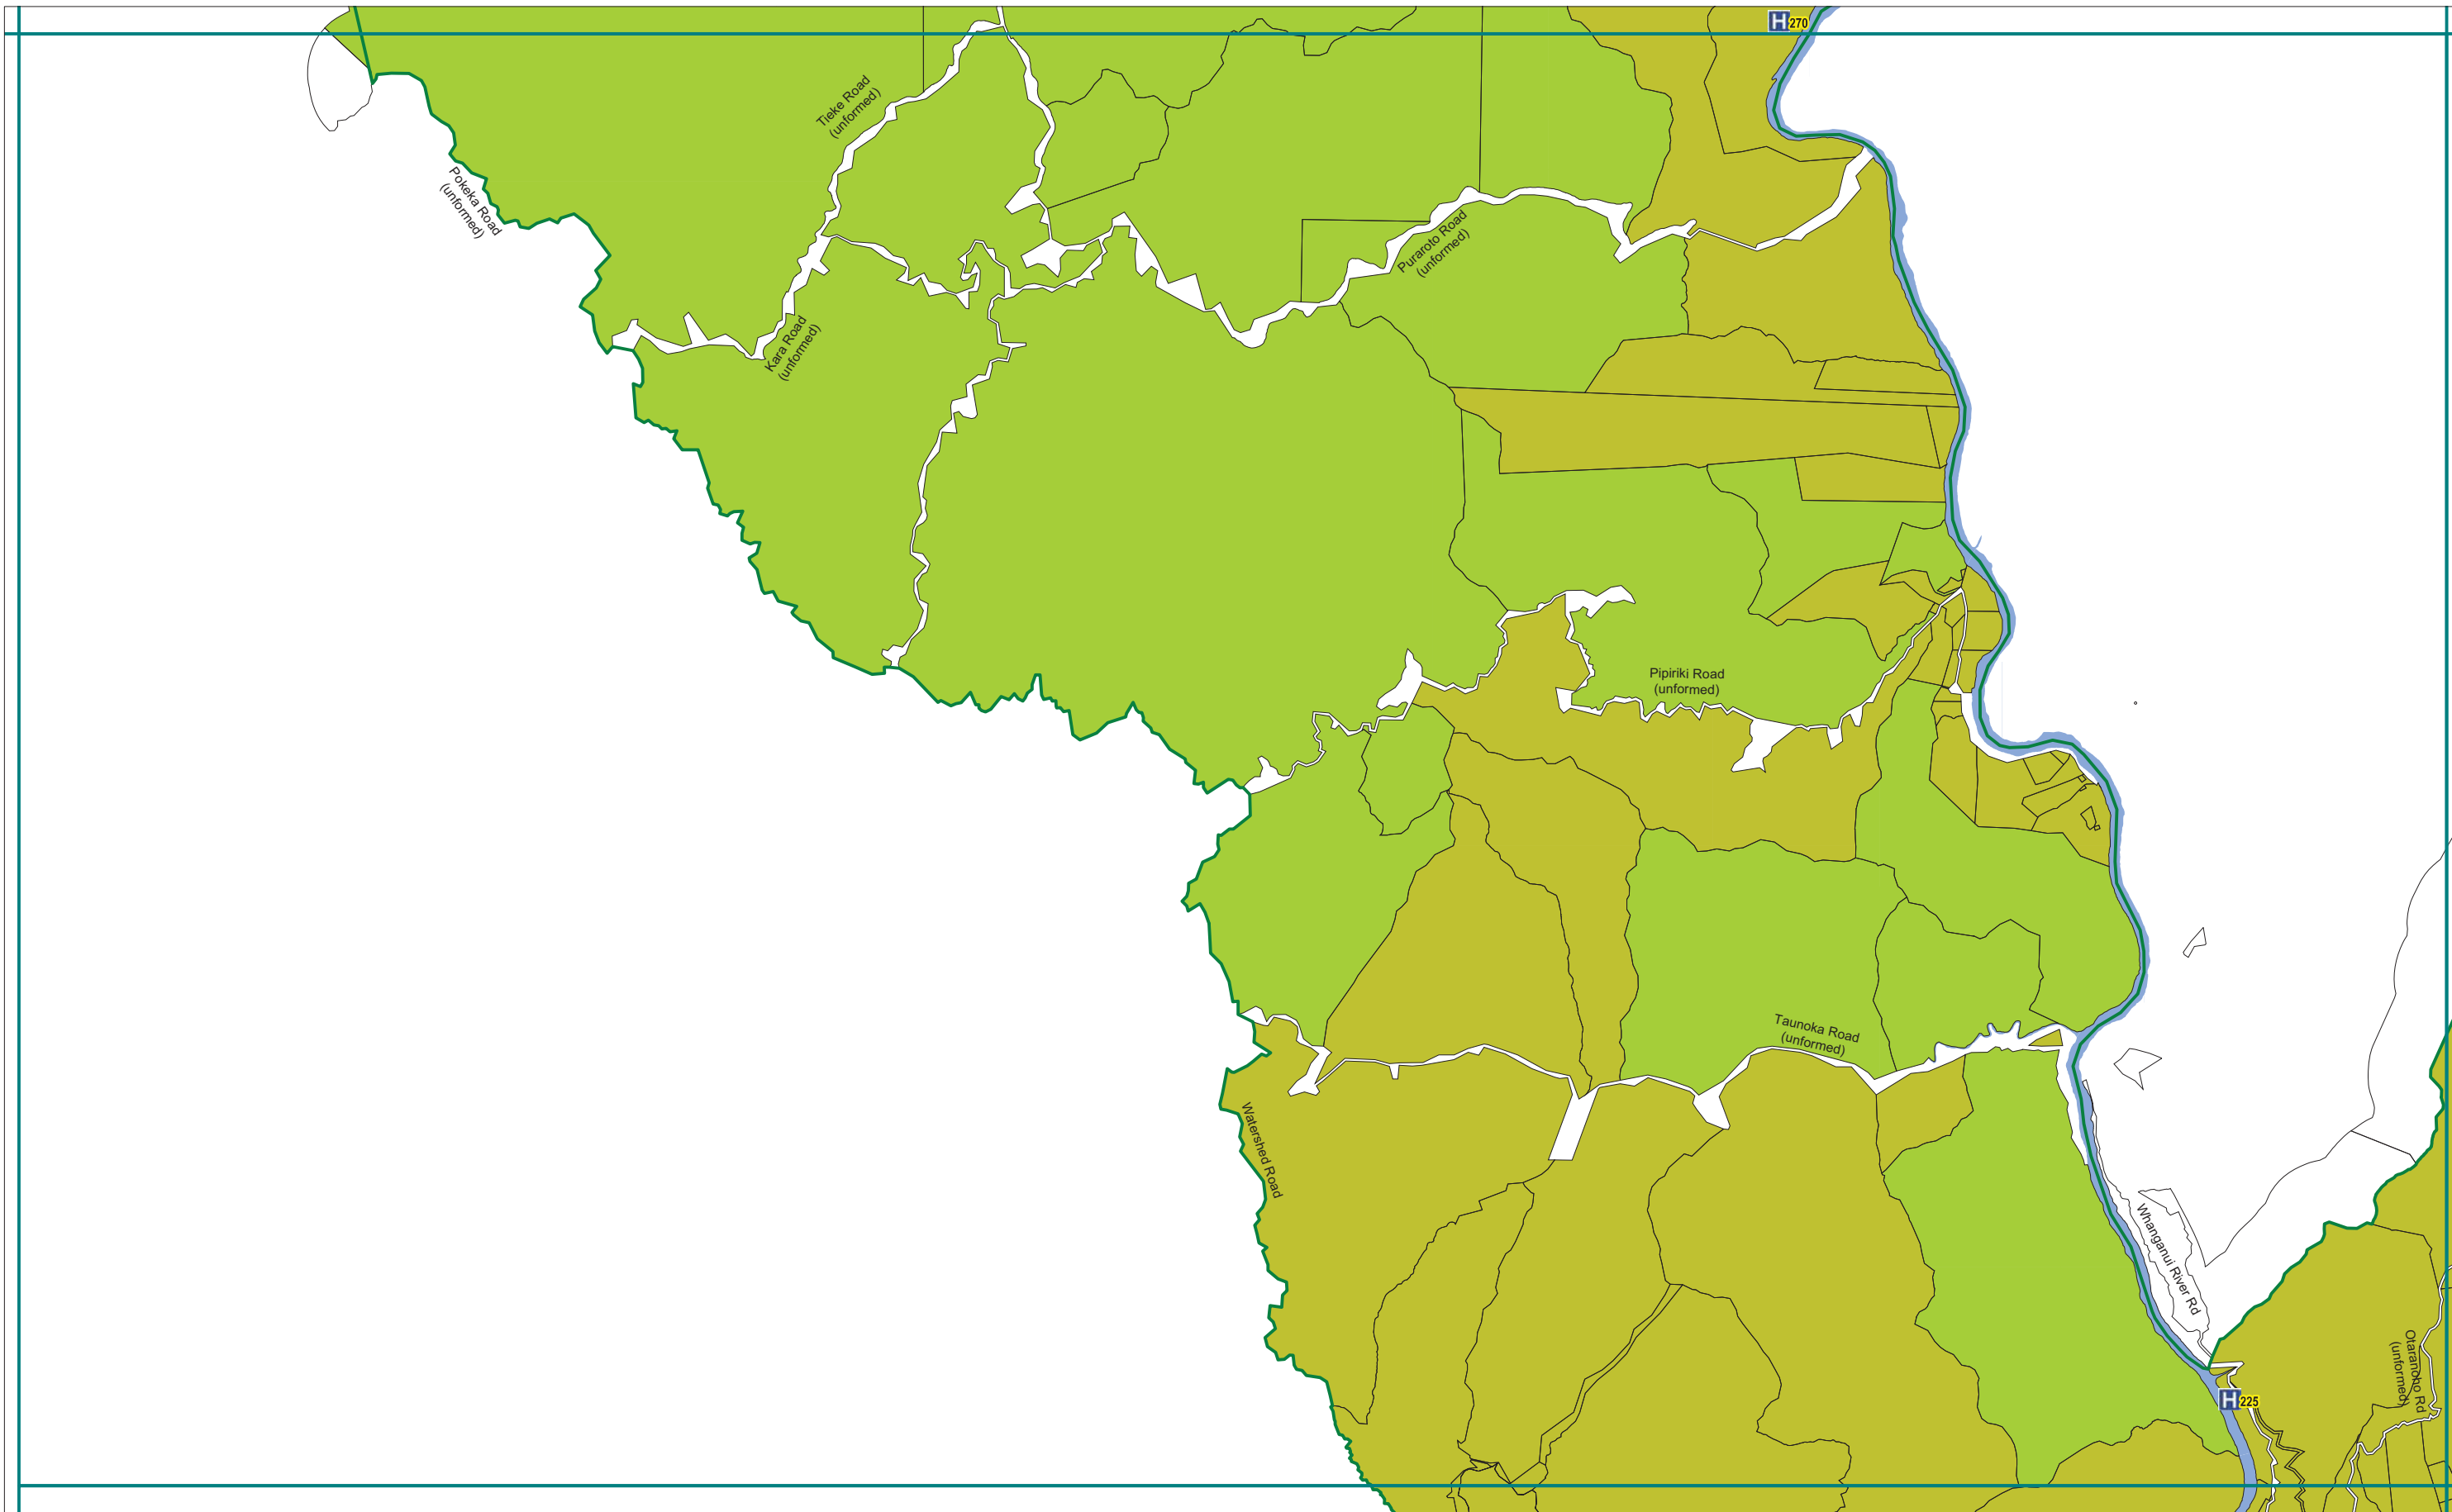 H 270
Tieke Road
(unformed)
Pokeka Road
(unformed)
Puraroto Road
(unformed)
Kara Road
(unformed)
Pipiriki Road
(unformed)
Taunoka Road
(unformed)
Watershed Road
Whanganui River Rd
Otaranoho Rd
(unformed)
H 225